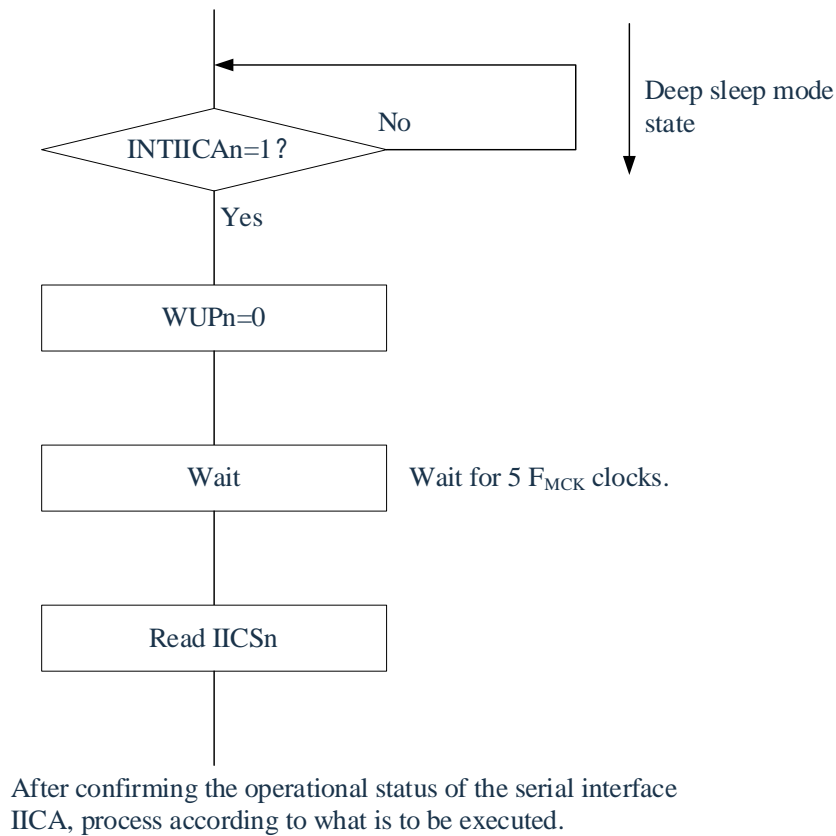 Deep sleep mode
state
No
INTIICAn=1？
Yes
WUPn=0
Wait
Wait for 5 FMCK clocks.
Read IICSn
After confirming the operational status of the serial interface
IICA, process according to what is to be executed.